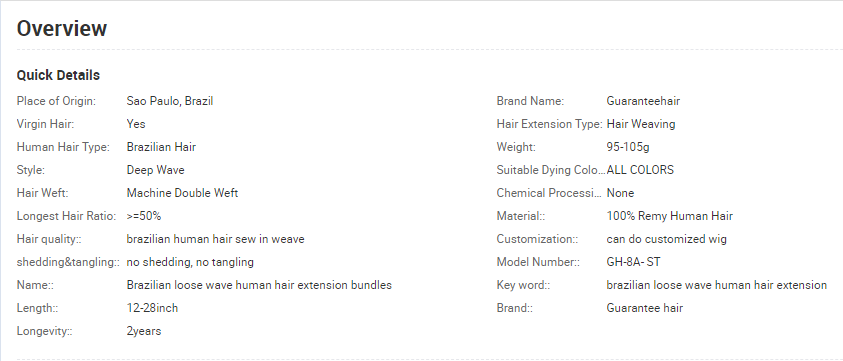 Overview
Quick Details
Place of Origin: Sao Paulo, Brazil Brand Name: Guaranteehair
Virgin Hair: Yes Hair Extension Type: Hair Weaving
Human Hair Type: Brazilian Hair Weight: 95-105g
Style: Deep Wave Suitable Dying Colo... ALL COLORS
Hair Weft: Machine Double Weft Chemical Processi... None
Longest Hair Ratio: >=50% Material:: 100% Remy Human Hair
Hair quality:: brazilian human hair sew in weave Customization:: can do customized wig
shedding&tangling:: no shedding, no tangling Model Number:: GH-8A- ST
Name:: Brazilian loose wave human hair extension bundles Key word:: brazilian loose wave human hair extension
Length:: 12-28inch Brand:: Guarantee hair
Longevity:: 2years